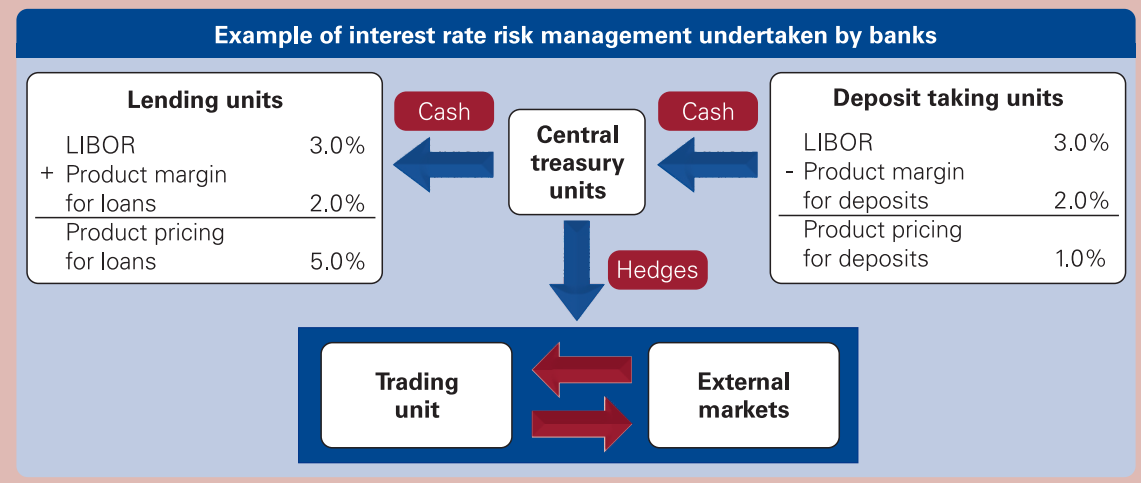 Example of interest rate risk management undertaken by banks
Lending units
LIBOR 3.0%
+ Product margin
for loans 2.0%
Product pricing
for loans 5.0%
Cash
Central
treasury
units
Cash
Deposit taking units
LIBOR 3.0%
- Product margin
for deposits 2.0%
Product pricing
for deposits 1.0%
Hedges
Trading
unit
External
markets